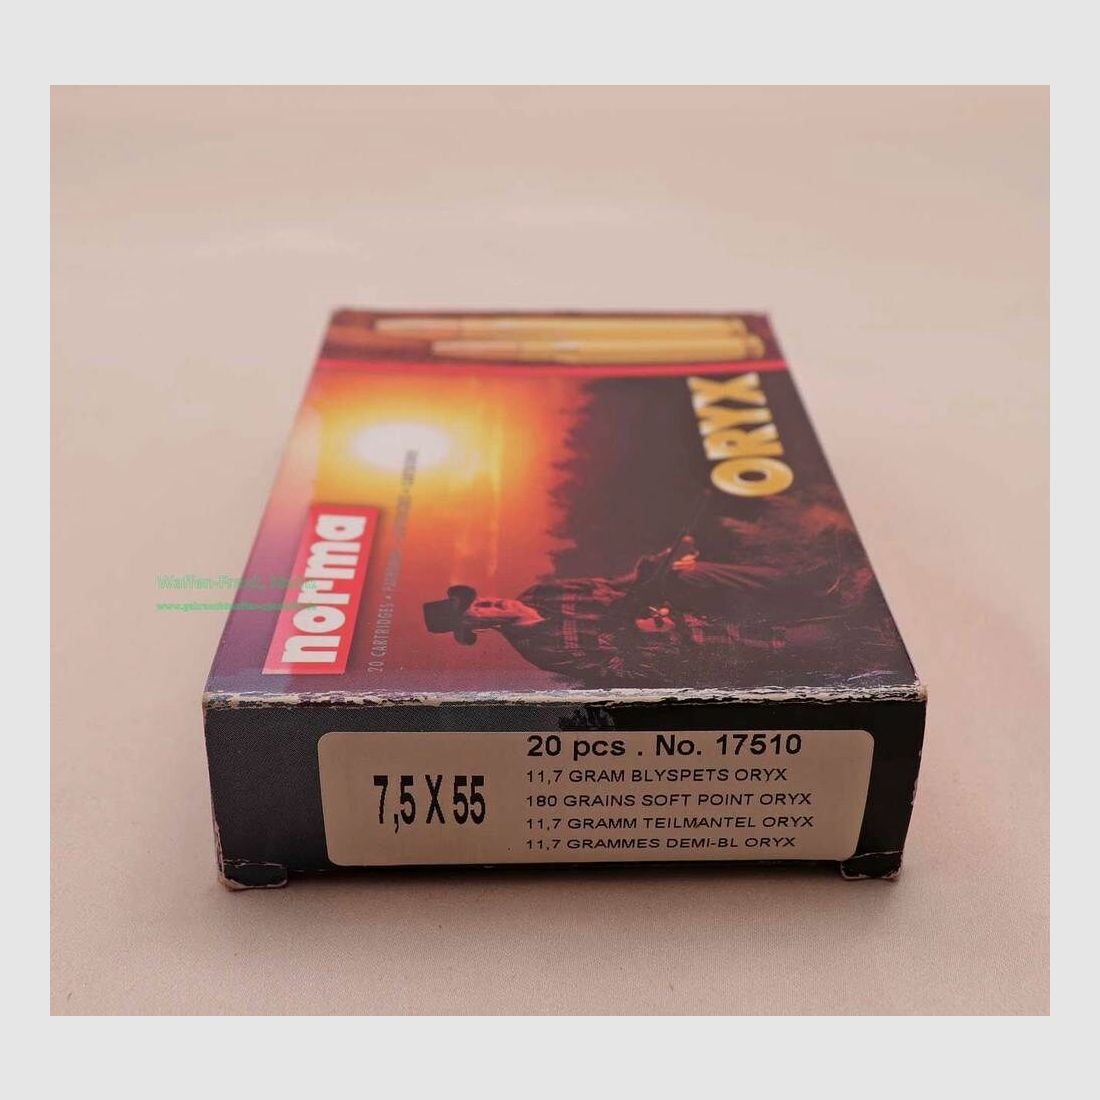 ORYX
norma
20 CARTRIDGES •
Waffen-
7,5 X 55
20 pcs . No. 17510
11,7 GRAM BLYSPETS ORYX
180 GRAINS SOFT POINT ORYX
11,7 GRAMM TEILMANTEL ORYX
11,7 GRAMMES DEMI-BL ORYX